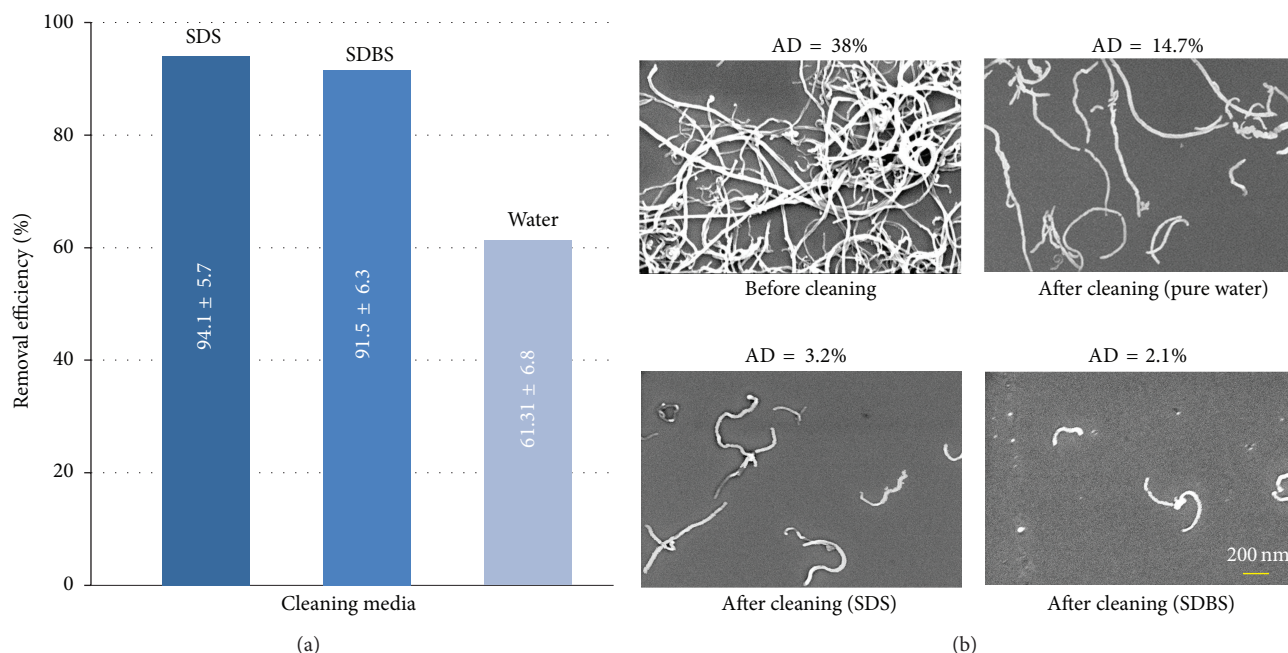 100
80
60
40
20
0
Removal efficiency (%)
SDS
SDBS
Water
94.1 ± 5.7
91.5 ± 6.3
61.31 ± 6.8
Cleaning media
(a)
AD = 38%
AD = 14.7%
Before cleaning
After cleaning (pure water)
AD = 3.2%
AD = 2.1%
200 nm
After cleaning (SDS)
After cleaning (SDBS)
(b)